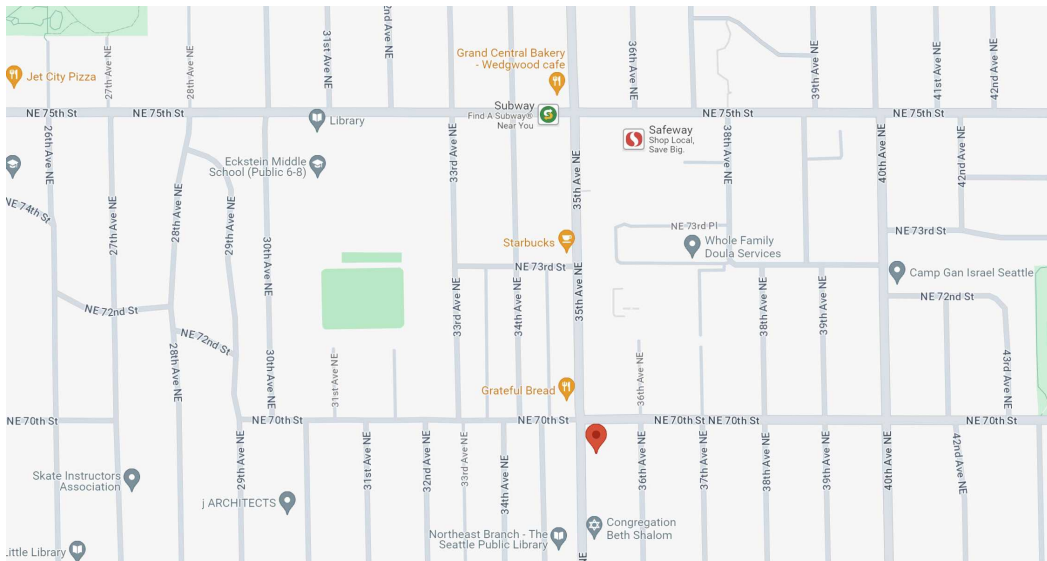 31st Ave NE
2nd Ave NE
36th Ave NE
39th Ave NE
41st Ave NE
42nd Ave NE
27th Ave NE
28th Ave NE
Grand Central Bakery
- Wedgwood cafe
Jet City Pizza
Subway
Find A Subway®
Near You
NE 75th St
NE 75th St
NE 75th St
NE 75th St
Library
Safeway
Shop Local,
Save Big.
26th Ave NE
33rd Ave NE
35th Ave NE
38th Ave NE
40th Ave NE
42nd Ave NE
Eckstein Middle
School (Public 6-8)
NE 74th St
27th Ave NE
28th Ave NE
29th Ave NE
30th Ave NE
Starbucks
NE 73rd Pl
NE 73rd St
Whole Family
Doula Services
NE 73rd St
Camp Gan Israel Seattle
33rd Ave NE
34th Ave NE
35th Ave NE
38th Ave NE
39th Ave NE
NE 72nd St
NE 72nd St
NE 72nd St
28th Ave NE
30th Ave NE
31st Ave NE
36th Ave NE
43rd Ave NE
Grateful Bread
NE 70th St
NE 70th St
NE 70th St
NE 70th St
NE 70th St
NE 70th St
29th Ave NE
31st Ave NE
32nd Ave NE
33rd Ave NE
34th Ave NE
36th Ave NE
37th Ave NE
38th Ave NE
39th Ave NE
40th Ave NE
42nd Ave NE
Skate Instructors
Association
j ARCHITECTS
Northeast Branch - The
Seattle Public Library
Congregation
Beth Shalom
Little Library
NE